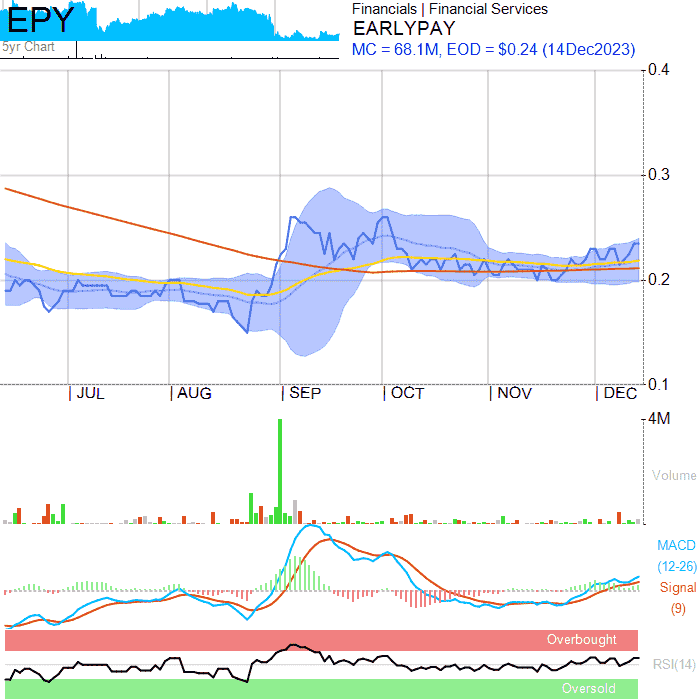 EPY
5yr Chart
Financials | Financial Services
EARLYPAY
MC = 68.1M, EOD = $0.24 (14Dec2023)
0.4
0.3
0.2
0.1
JUL
AUG
SEP
OCT
NOV
DEC
4M
Volume
MACD
(12-26)
Signal
(9)
Overbought
RSI(14)
Oversold